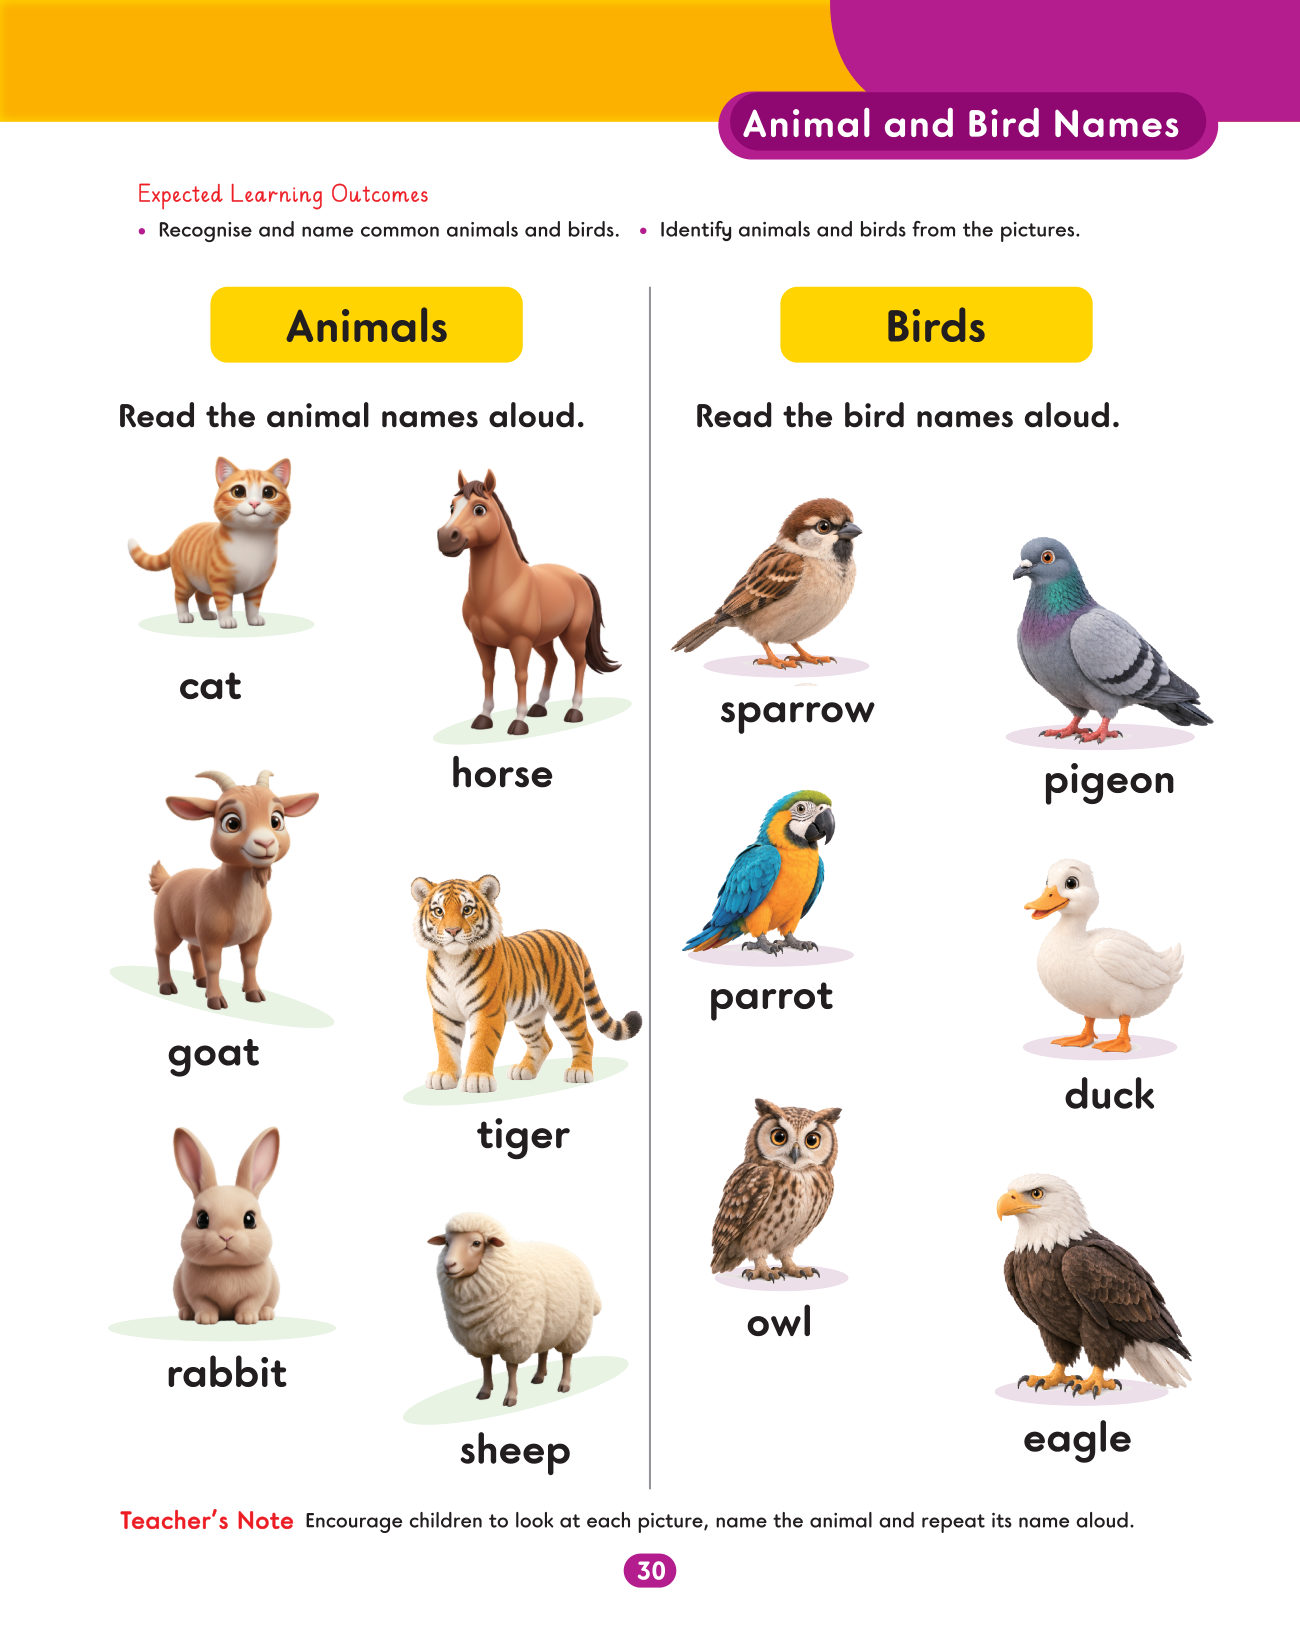 Animal and Bird Names
Expected Learning Outcomes
• Recognise and name common animals and birds. • Identify animals and birds from the pictures.
Animals
Read the animal names aloud.
cat
horse
goat
tiger
rabbit
sheep
Birds
Read the bird names aloud.
sparrow
pigeon
parrot
duck
owl
eagle
Teacher's Note Encourage children to look at each picture, name the animal and repeat its name aloud.
30